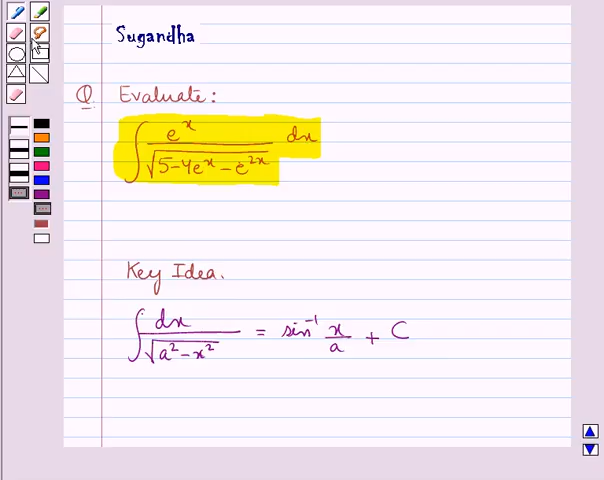 Sugandha
Q. Evaluate:
∫ e^x / √(5-4e^x - e^2x) dx
Key Idea.
∫ dx / √(a² - x²) = sin⁻¹ x/a + C